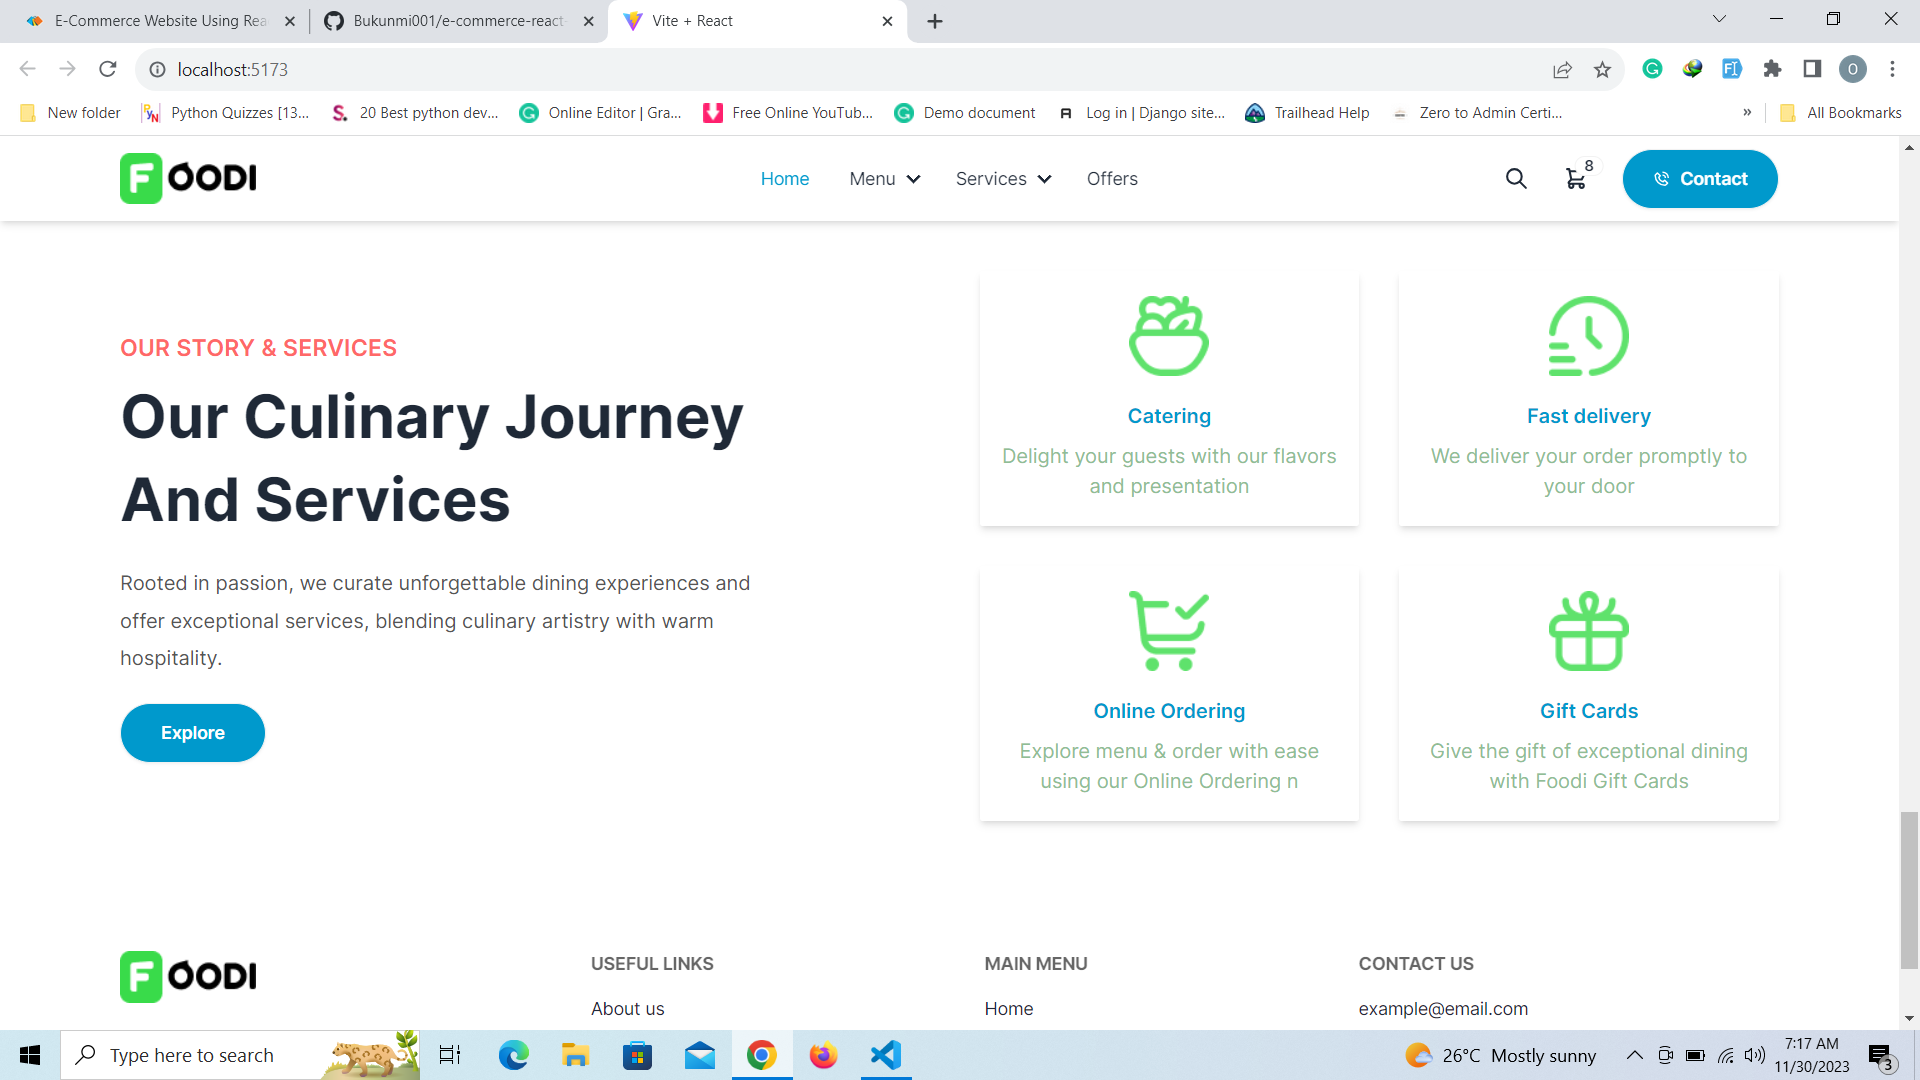 E-Commerce Website Using Rea
Bukunmi001/e-commerce-react-
Vite + React
localhost:5173
O
New folder
Python Quizzes [13...
20 Best python dev...
Online Editor | Gra...
Free Online YouTub...
Demo document
Log in | Django site...
Trailhead Help
Zero to Admin Certi...
»
All Bookmarks
FOODI
Home
Menu
Services
Offers
8
Contact
OUR STORY & SERVICES
Our Culinary Journey
And Services
Rooted in passion, we curate unforgettable dining experiences and
offer exceptional services, blending culinary artistry with warm
hospitality.
Explore
Catering
Delight your guests with our flavors
and presentation
Fast delivery
We deliver your order promptly to
your door
Online Ordering
Explore menu & order with ease
using our Online Ordering n
Gift Cards
Give the gift of exceptional dining
with Foodi Gift Cards
FOODI
USEFUL LINKS
About us
MAIN MENU
Home
CONTACT US
example@email.com
Type here to search
26°C Mostly sunny
7:17 AM
11/30/2023
3